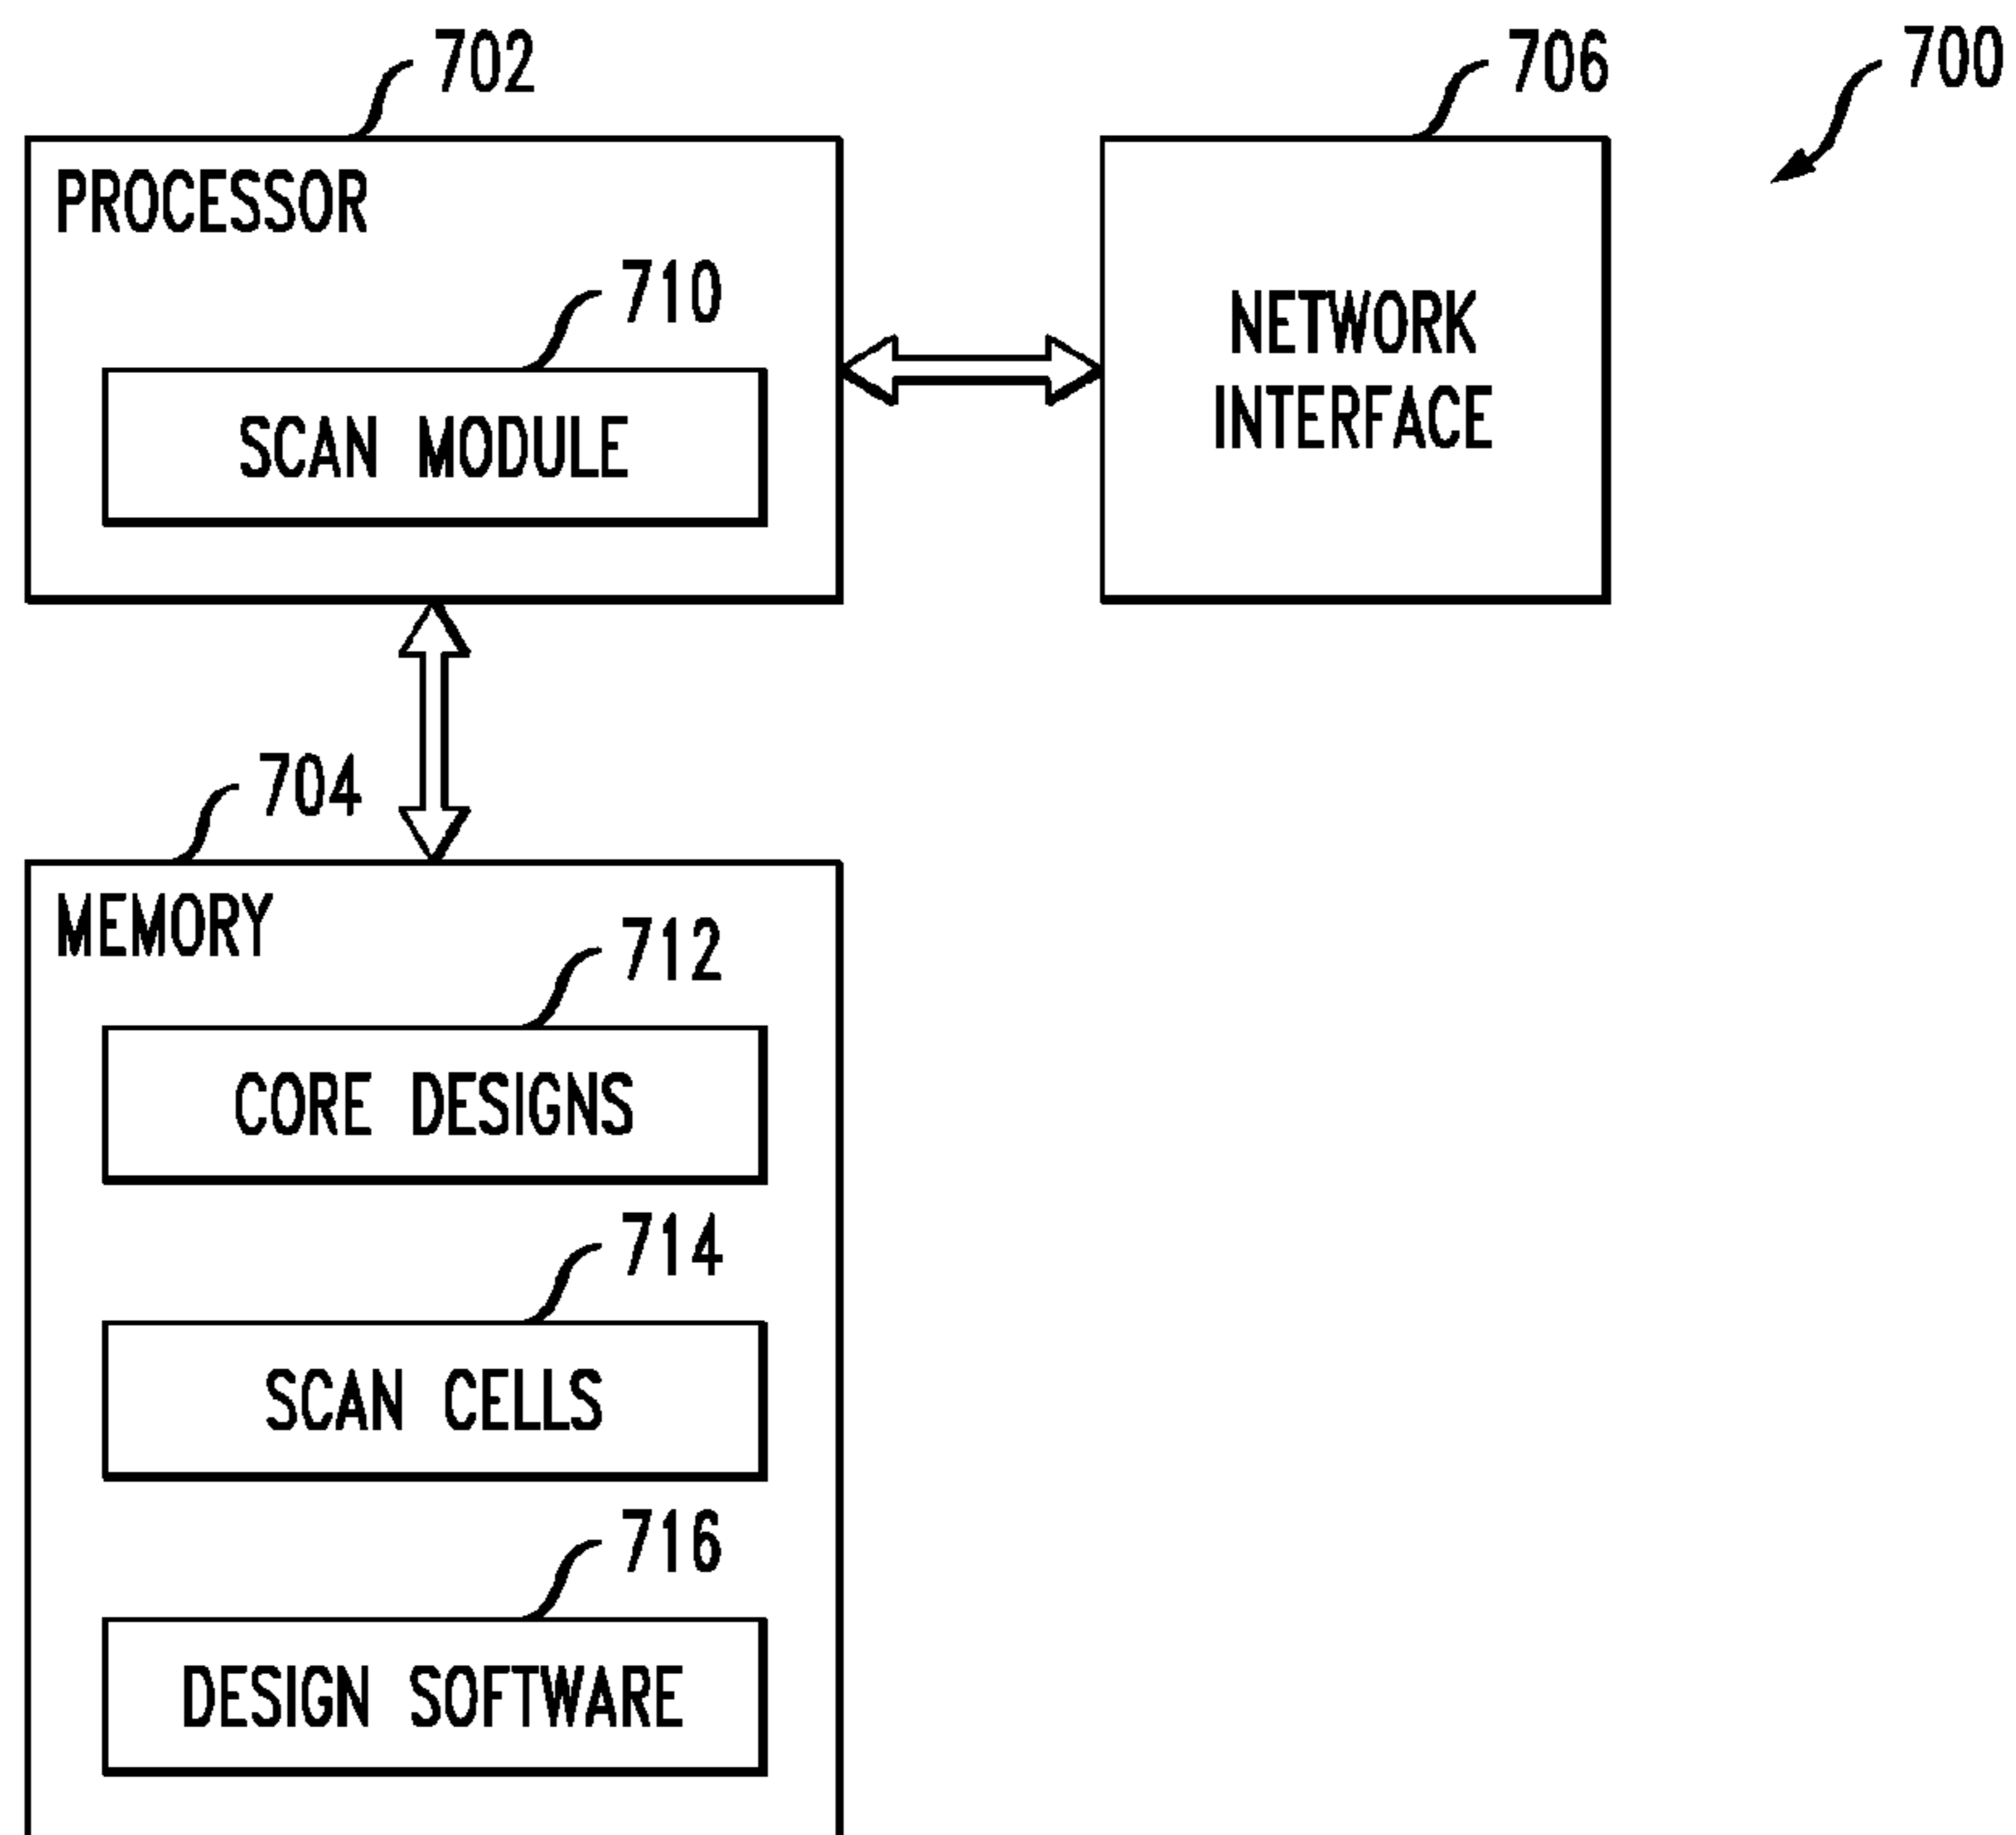 702
706
700
PROCESSOR
710
SCAN MODULE
NETWORK
INTERFACE
704
MEMORY
712
CORE DESIGNS
714
SCAN CELLS
716
DESIGN SOFTWARE